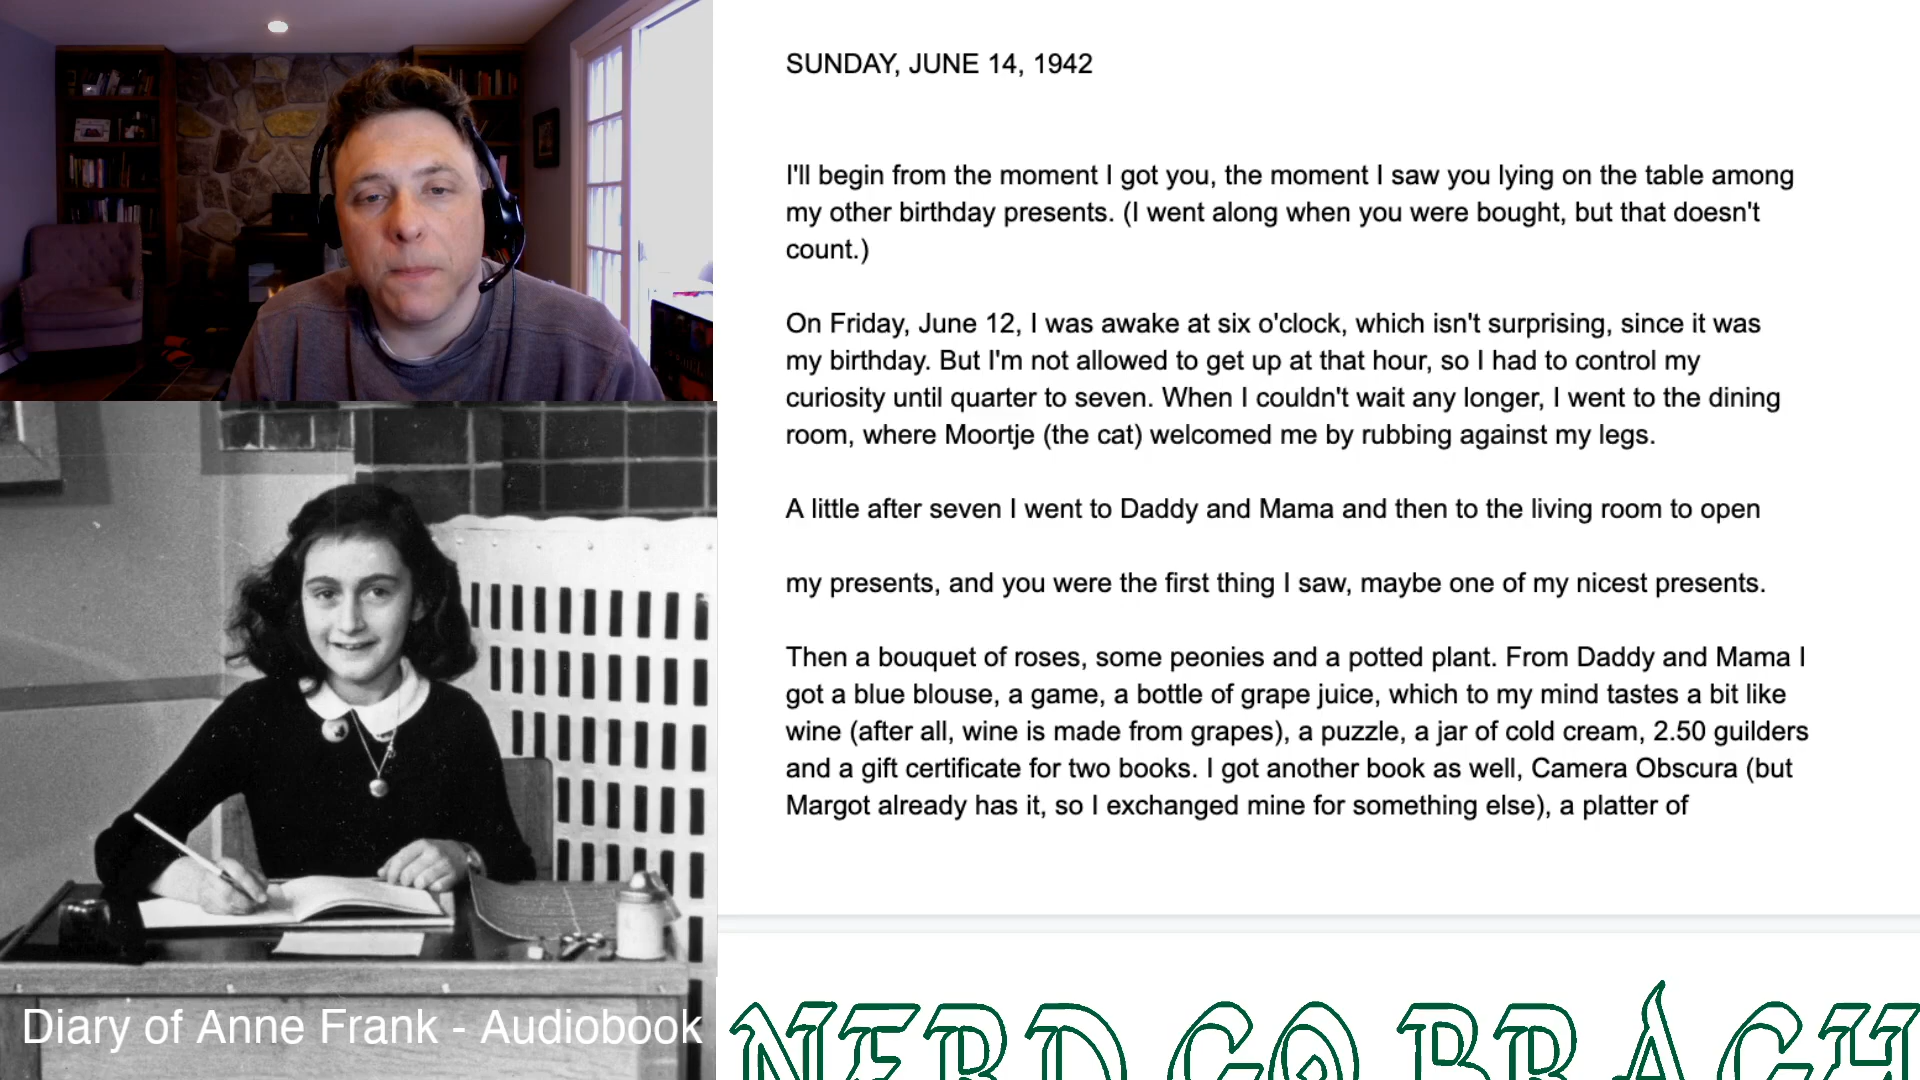 SUNDAY, JUNE 14, 1942
I'll begin from the moment I got you, the moment I saw you lying on the table among
my other birthday presents. (I went along when you were bought, but that doesn't
count.)
On Friday, June 12, I was awake at six o'clock, which isn't surprising, since it was
my birthday. But I'm not allowed to get up at that hour, so I had to control my
curiosity until quarter to seven. When I couldn't wait any longer, I went to the dining
room, where Moortje (the cat) welcomed me by rubbing against my legs.
A little after seven I went to Daddy and Mama and then to the living room to open
my presents, and you were the first thing I saw, maybe one of my nicest presents.
Then a bouquet of roses, some peonies and a potted plant. From Daddy and Mama I
got a blue blouse, a game, a bottle of grape juice, which to my mind tastes a bit like
wine (after all, wine is made from grapes), a puzzle, a jar of cold cream, 2.50 guilders
and a gift certificate for two books. I got another book as well, Camera Obscura (but
Margot already has it, so I exchanged mine for something else), a platter of
Diary of Anne Frank - Audiobook
NERD GO BRAGH